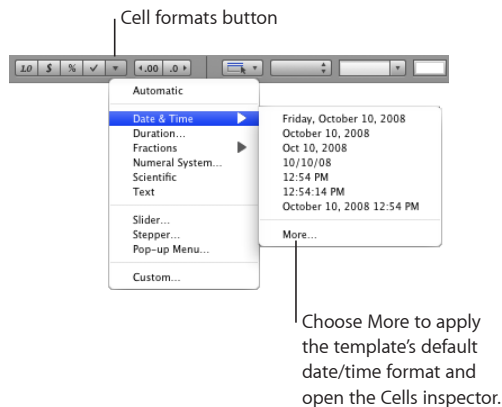 Cell formats button
1.0 $ % .00 .0
Automatic
Date & Time
Duration...
Fractions
Numeral System...
Scientific
Text
Slider...
Stepper...
Pop-up Menu...
Custom...
Friday, October 10, 2008
October 10, 2008
Oct 10, 2008
10/10/08
12:54 PM
12:54:14 PM
October 10, 2008 12:54 PM
More...
Choose More to apply
the template’s default
date/time format and
open the Cells inspector.